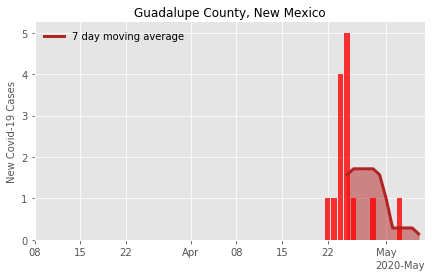 Guadalupe County, New Mexico
7 day moving average
New Covid-19 Cases
5
4
3
2
1
0
08 15 22 Apr 08 15 22 May
2020-May